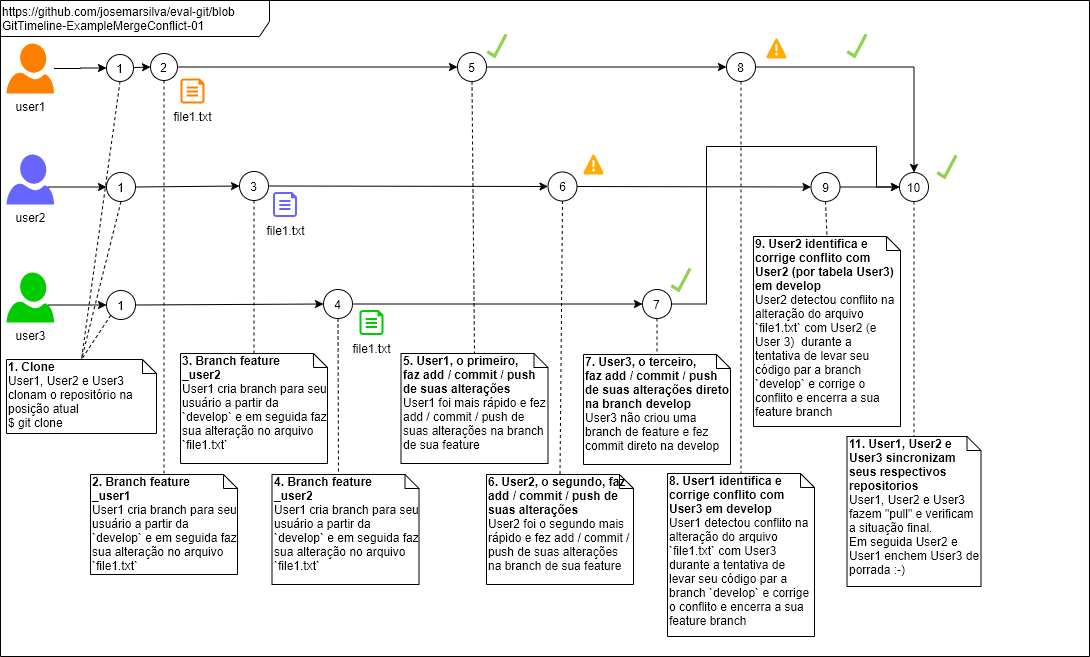 https://github.com/josemarsilva/eval-git/blob
GitTimeline-ExampleMergeConflict-01
1
2
5
8
user1
file1.txt
1
3
6
9
10
user2
file1.txt
1
4
7
user3
file1.txt
1. Clone
User1, User2 e User3
clonam o repositório na
posição atual
$ git clone
2. Branch feature
_user1
User1 cria branch para seu
usuário a partir da
`develop` e em seguida faz
sua alteração no arquivo
`file1.txt`
3. Branch feature
_user2
User1 cria branch para seu
usuário a partir da
`develop` e em seguida faz
sua alteração no arquivo
`file1.txt`
4. Branch feature
_user2
User1 cria branch para seu
usuário a partir da
`develop` e em seguida faz
sua alteração no arquivo
`file1.txt`
5. User1, o primeiro,
faz add / commit / push
de suas alterações
User1 foi mais rápido e fez
add / commit / push de
suas alterações na branch
de sua feature
6. User2, o segundo, faz
add / commit / push de
suas alterações
User2 foi o segundo mais
rápido e fez add / commit /
push de suas alterações
na branch de sua feature
7. User3, o terceiro,
faz add / commit / push
de suas alterações direto
na branch develop
User3 não criou uma
branch de feature e fez
commit direto na develop
8. User1 identifica e
corrige conflito com
User3 em develop
User1 detectou conflito na
alteração do arquivo
`file1.txt` com User3
durante a tentativa de
levar seu código par a
branch `develop` e corrige
o conflito e encerra a sua
feature branch
9. User2 identifica e
corrige conflito com
User2 (por tabela User3)
em develop
User2 detectou conflito na
alteração do arquivo
`file1.txt` com User2 (e
User 3) durante a
tentativa de levar seu
código par a branch
`develop` e corrige o
conflito e encerra a sua
feature branch
11. User1, User2 e
User3 sincronizam
seus respectivos
repositorios
User1, User2 e User3
fazem "pull" e verificam
a situação final.
Em seguida User2 e
User1 enchem User3 de
porrada :-)